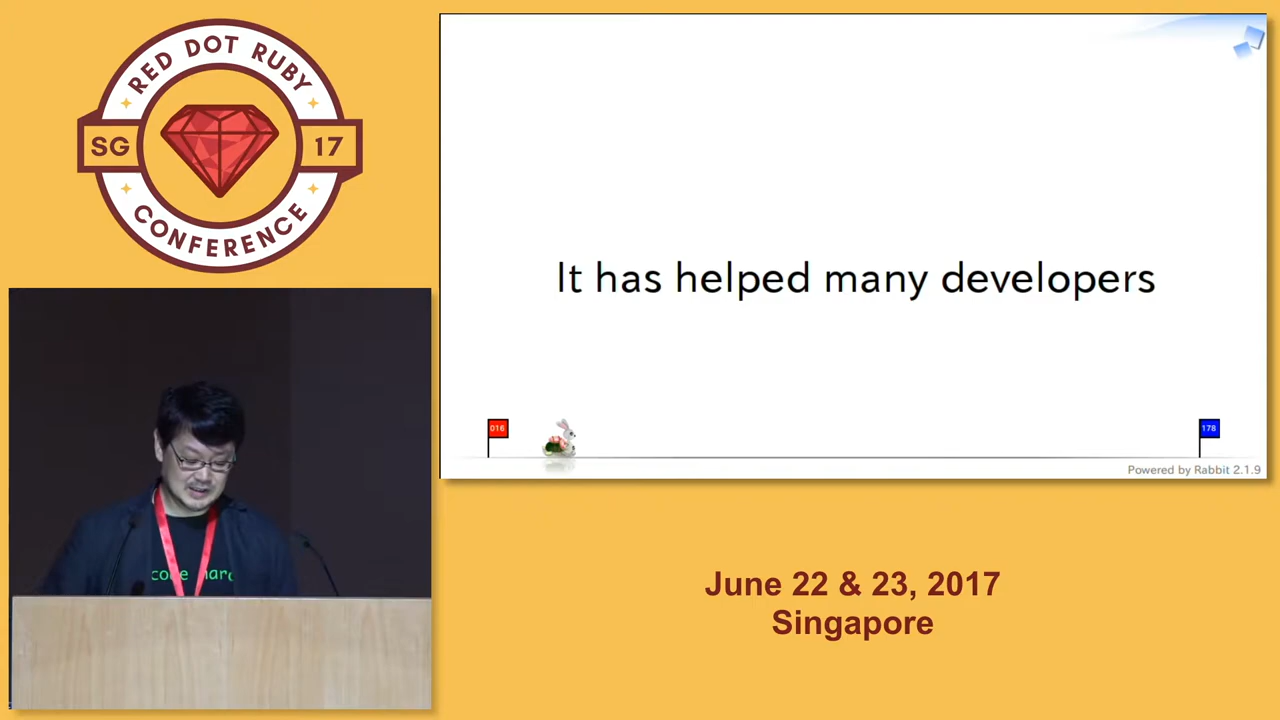 RED DOT RUBY
SG
17
CONFERENCE
It has helped many developers
016
178
Powered by Rabbit 2.1.9
June 22 & 23, 2017
Singapore